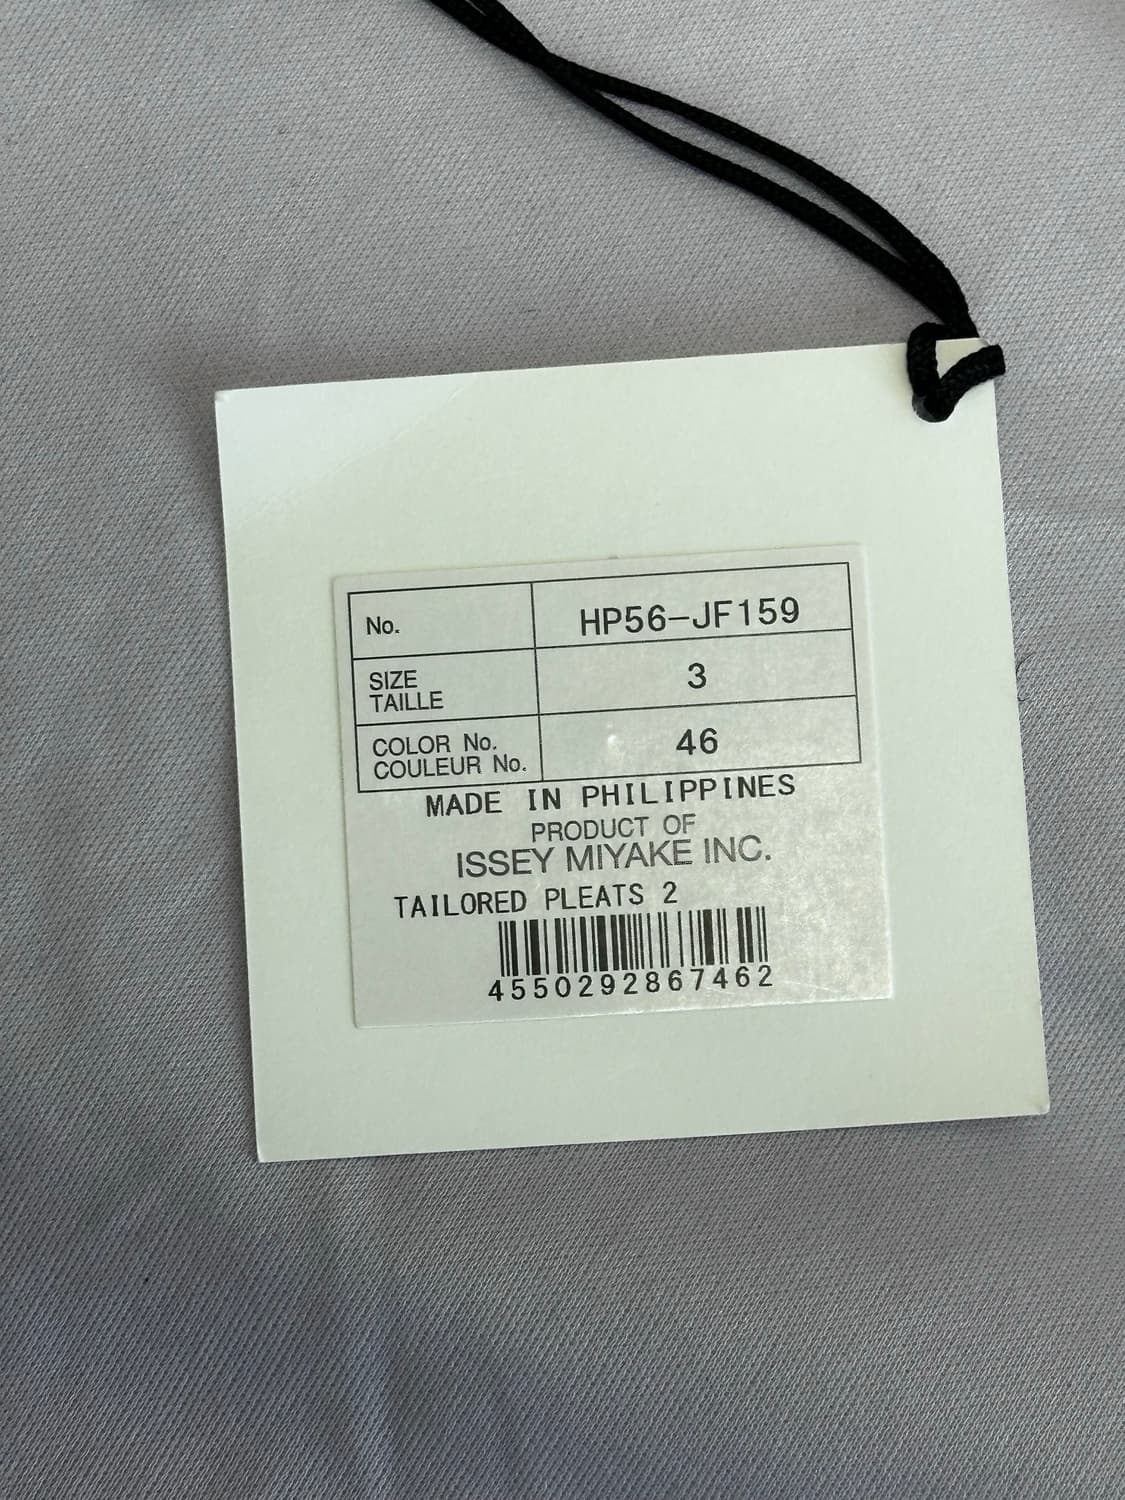 No. HP56-JF159
SIZE
TAILLE
3
COLOR No.
COULEUR No.
46
MADE IN PHILIPPINES
PRODUCT OF
ISSEY MIYAKE INC.
TAILORED PLEATS 2
4550292867462